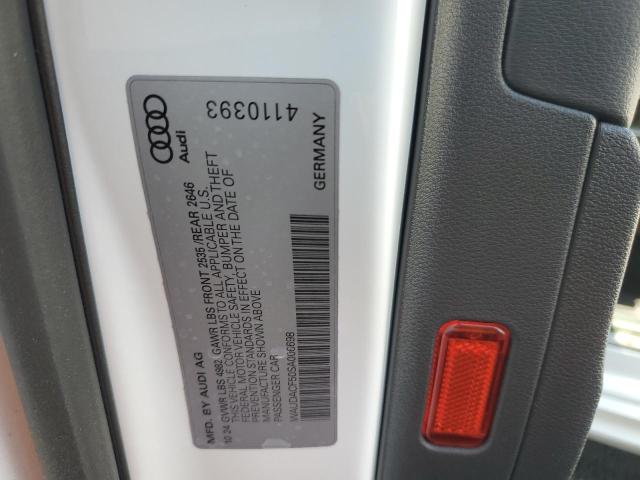 Audi
4110393
MFD. BY AUDI AG
10 24 GVWR LBS 4982 GAWR LBS FRONT 2535 /REAR 2646
THIS VEHICLE CONFORMS TO ALL APPLICABLE U.S.
FEDERAL MOTOR VEHICLE SAFETY, BUMPER AND THEFT
PREVENTION STANDARDS IN EFFECT ON THE DATE OF
MANUFACTURE SHOWN ABOVE
PASSENGER CAR
WAUDACF50SA006698
GERMANY